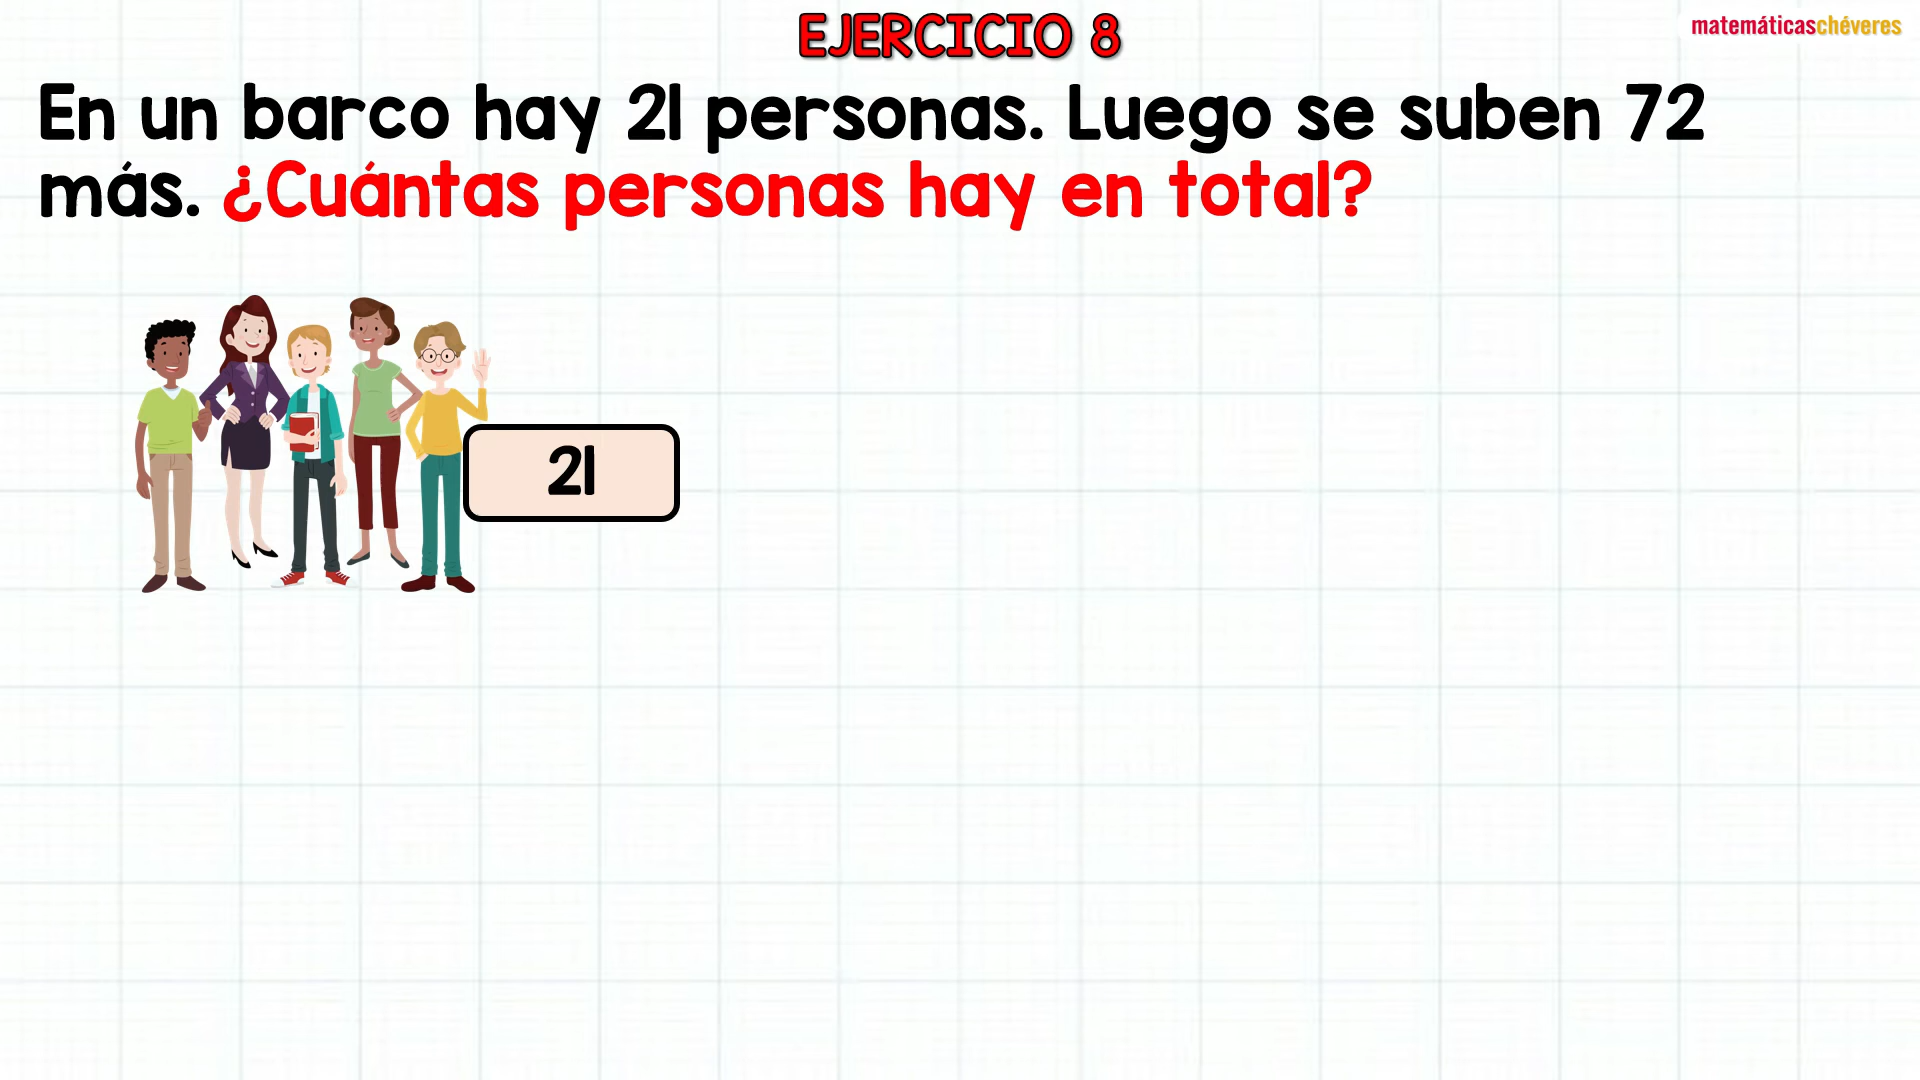 EJERCICIO 8
matemáticaschéveres
En un barco hay 21 personas. Luego se suben 72
más. ¿Cuántas personas hay en total?
21